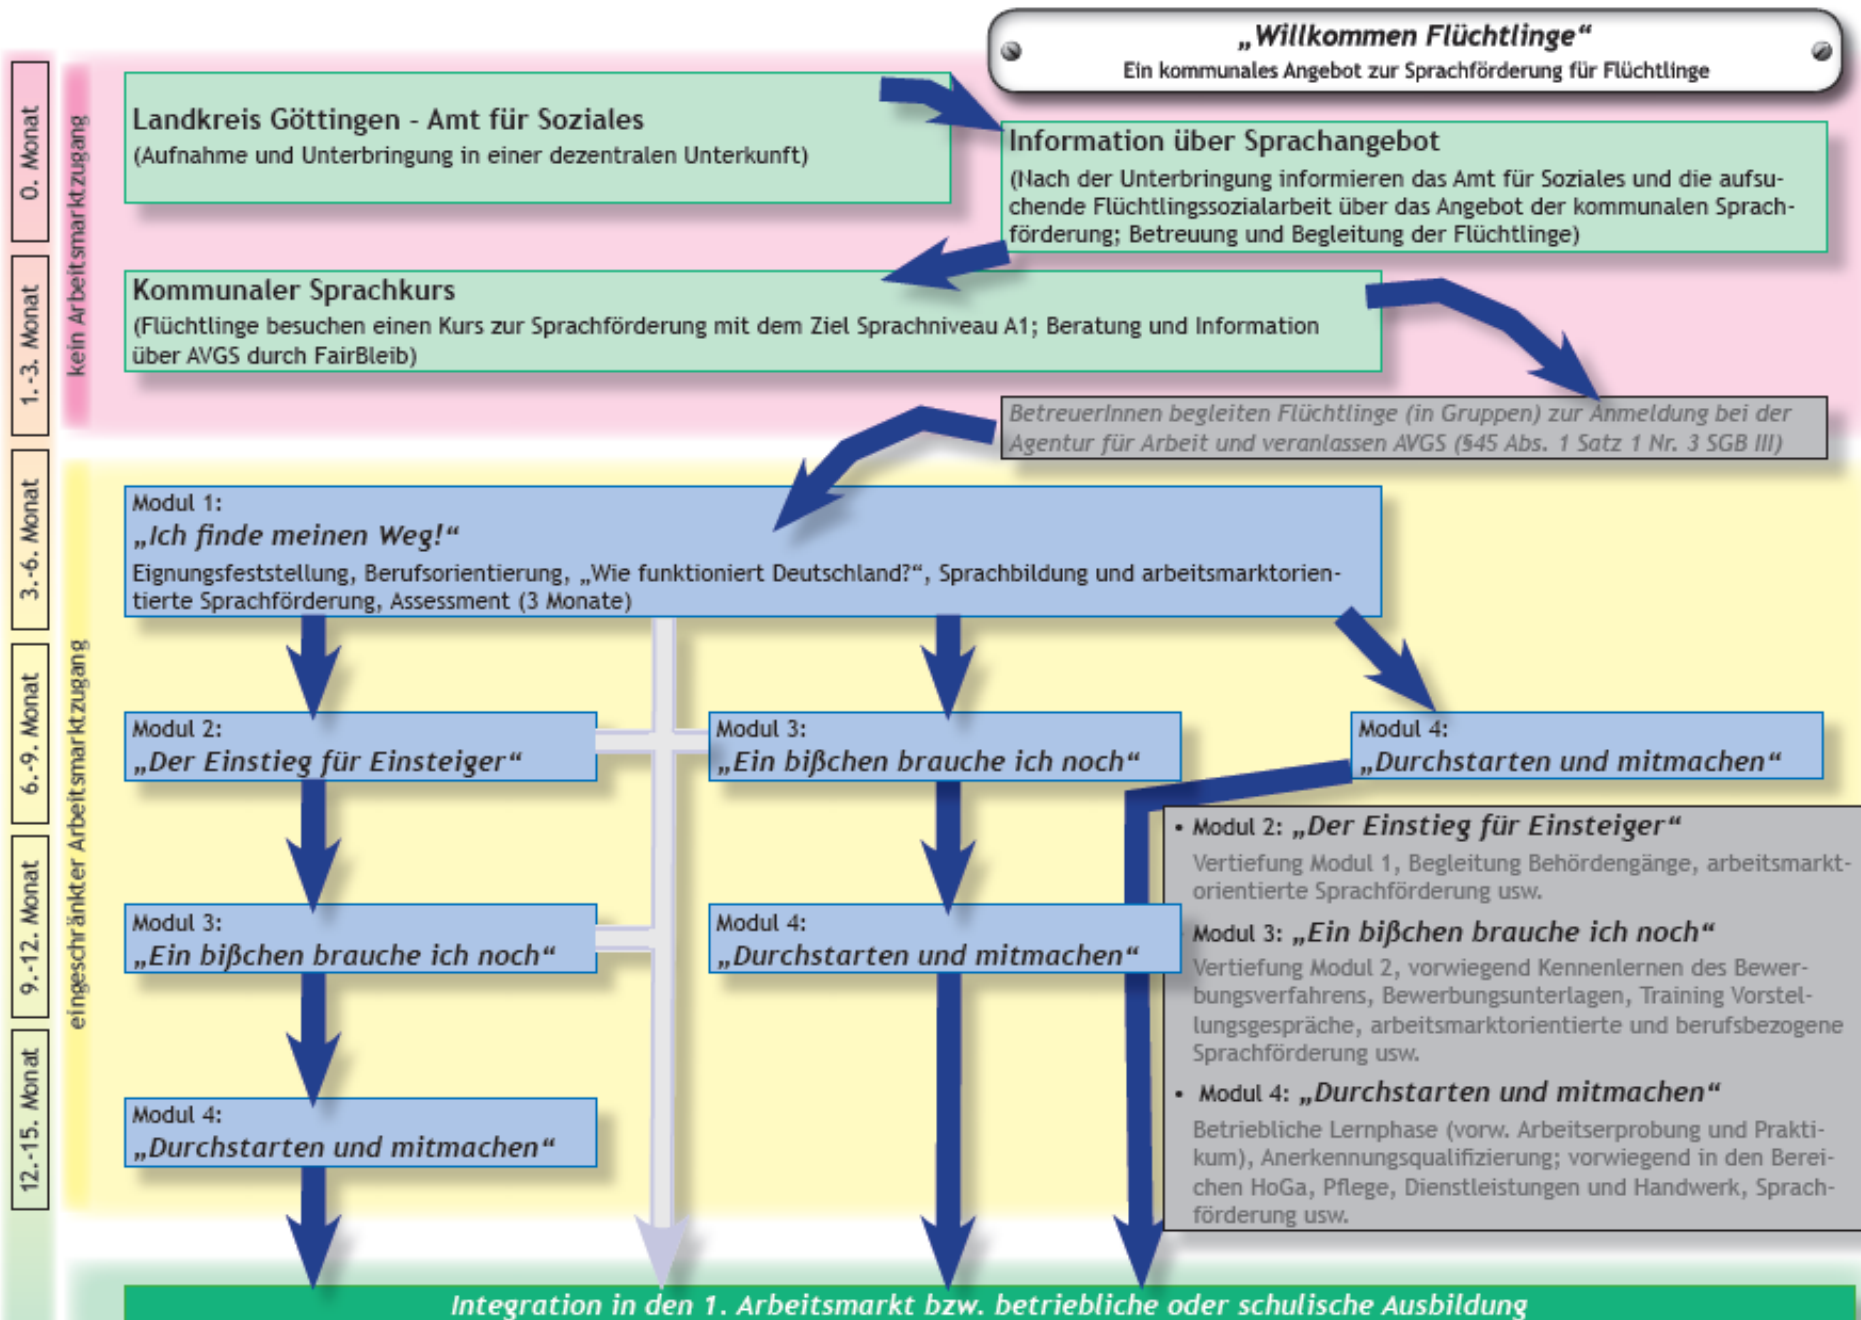 „Willkommen Flüchtlinge“
Ein kommunales Angebot zur Sprachförderung für Flüchtlinge
0. Monat
1.-3. Monat
3.-6. Monat
6.-9. Monat
9.-12. Monat
12.-15. Monat
kein Arbeitsmarktzugang
eingeschränkter Arbeitsmarktzugang
Landkreis Göttingen - Amt für Soziales
(Aufnahme und Unterbringung in einer dezentralen Unterkunft)
Information über Sprachangebot
(Nach der Unterbringung informieren das Amt für Soziales und die aufsu-
chende Flüchtlingssozialarbeit über das Angebot der kommunalen Sprach-
förderung; Betreuung und Begleitung der Flüchtlinge)
Kommunaler Sprachkurs
(Flüchtlinge besuchen einen Kurs zur Sprachförderung mit dem Ziel Sprachniveau A1; Beratung und Information
über AVGS durch FairBleib)
BetreuerInnen begleiten Flüchtlinge (in Gruppen) zur Anmeldung bei der
Agentur für Arbeit und veranlassen AVGS (§45 Abs. 1 Satz 1 Nr. 3 SGB III)
Modul 1:
„Ich finde meinen Weg!“
Eignungsfeststellung, Berufsorientierung, „Wie funktioniert Deutschland?“, Sprachbildung und arbeitsmarktorien-
tierte Sprachförderung, Assessment (3 Monate)
Modul 2:
„Der Einstieg für Einsteiger“
Modul 3:
„Ein bißchen brauche ich noch“
Modul 4:
„Durchstarten und mitmachen“
Modul 3:
„Ein bißchen brauche ich noch“
Modul 4:
„Durchstarten und mitmachen“
Modul 4:
„Durchstarten und mitmachen“
• Modul 2: „Der Einstieg für Einsteiger“
Vertiefung Modul 1, Begleitung Behördengänge, arbeitsmarkt-
orientierte Sprachförderung usw.
Modul 3: „Ein bißchen brauche ich noch“
Vertiefung Modul 2, vorwiegend Kennenlernen des Bewer-
bungsverfahrens, Bewerbungsunterlagen, Training Vorstel-
lungsgespräche, arbeitsmarktorientierte und berufsbezogene
Sprachförderung usw.
• Modul 4: „Durchstarten und mitmachen“
Betriebliche Lernphase (vorw. Arbeitserprobung und Prakti-
kum), Anerkennungsqualifizierung; vorwiegend in den Berei-
chen HoGa, Pflege, Dienstleistungen und Handwerk, Sprach-
förderung usw.
Integration in den 1. Arbeitsmarkt bzw. betriebliche oder schulische Ausbildung